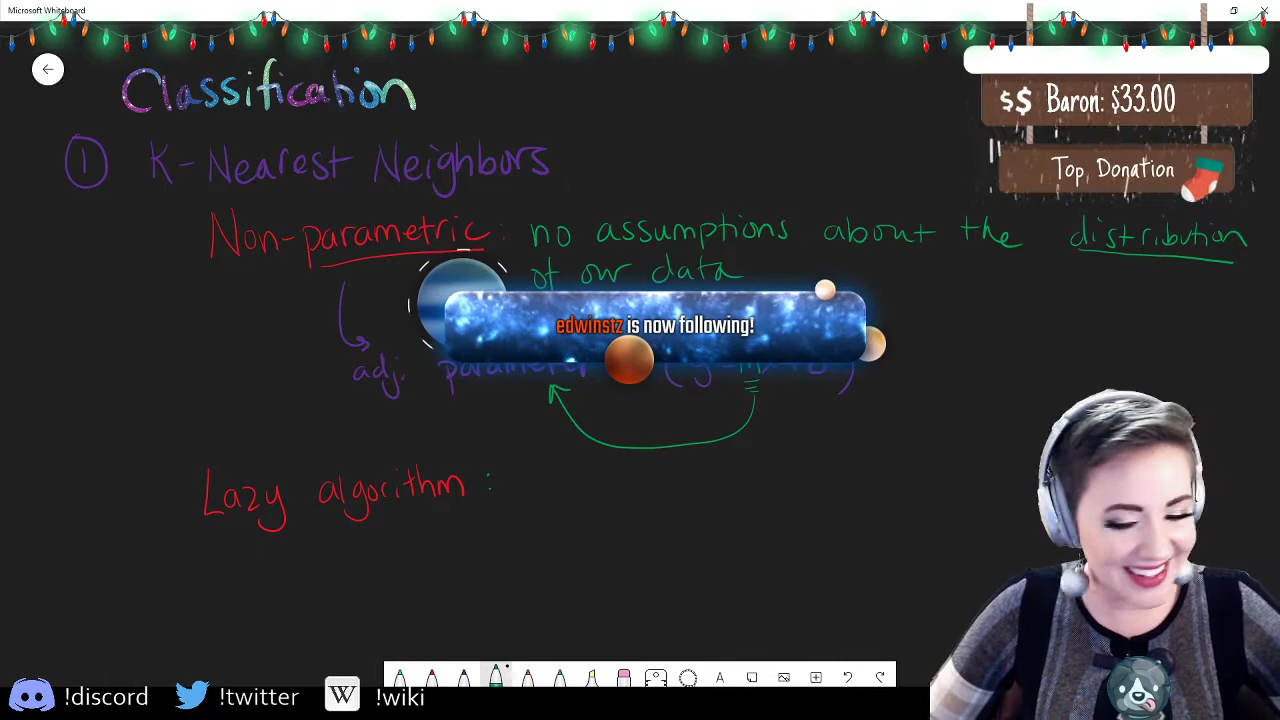 Microsoft Whiteboard
Classification
$$ Baron: $33.00
Top Donation
① K-Nearest Neighbors
Non-parametric: no assumptions about the distribution
of our data
edwinstz is now following!
adj.
Lazy algorithm :
!discord !twitter W !wiki